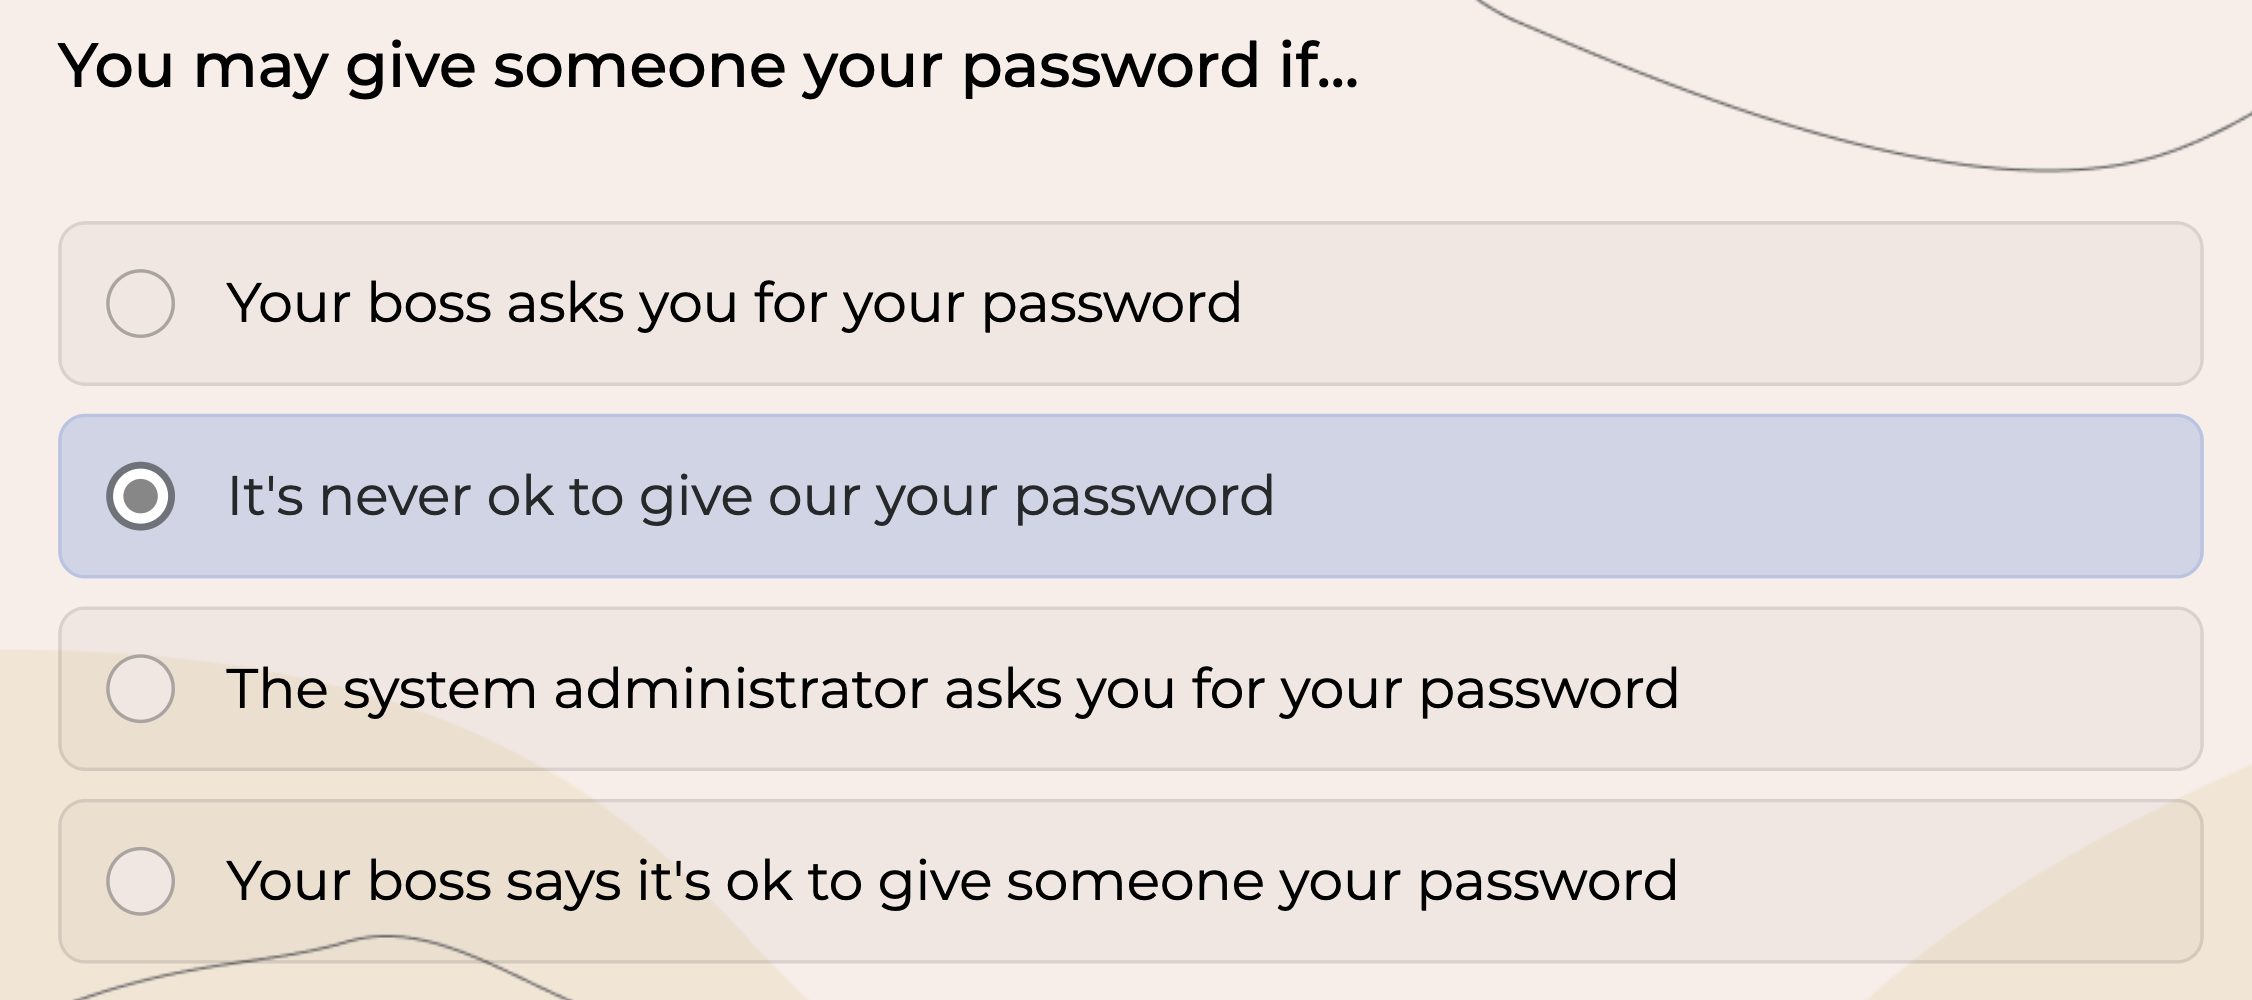 You may give someone your password if...
Your boss asks you for your password
It's never ok to give our your password
The system administrator asks you for your password
Your boss says it's ok to give someone your password